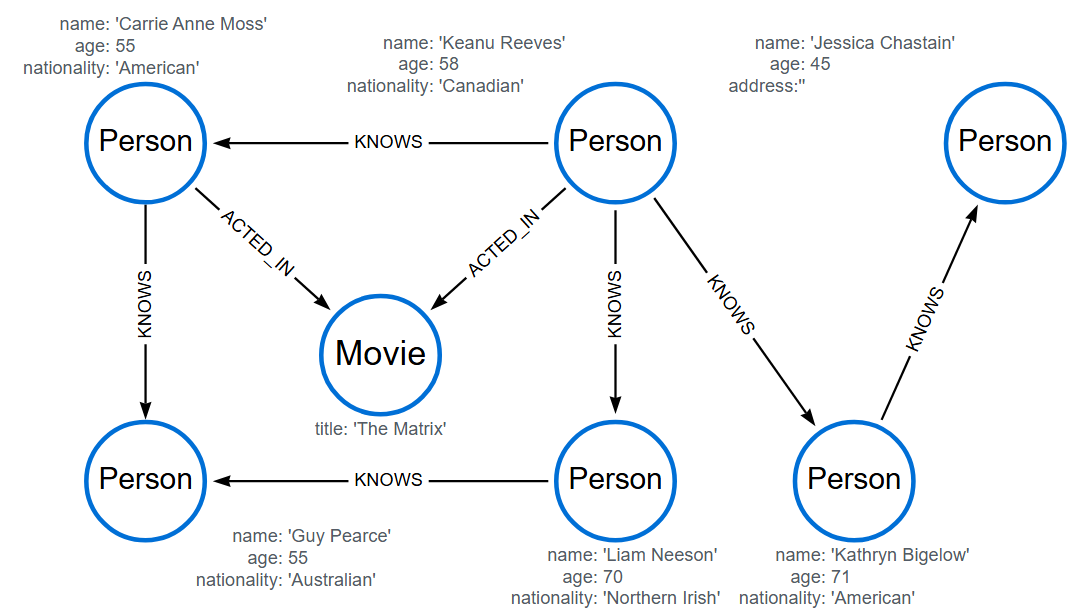 name: 'Carrie Anne Moss'
age: 55
nationality: 'American'
name: 'Keanu Reeves'
age: 58
nationality: 'Canadian'
name: 'Jessica Chastain'
age: 45
address:''
Person
KNOWS
Person
Person
ACTED_IN
ACTED_IN
KNOWS
KNOWS
KNOWS
KNOWS
Movie
title: 'The Matrix'
Person
KNOWS
Person
Person
name: 'Guy Pearce'
age: 55
nationality: 'Australian'
name: 'Liam Neeson'
age: 70
nationality: 'Northern Irish'
name: 'Kathryn Bigelow'
age: 71
nationality: 'American'